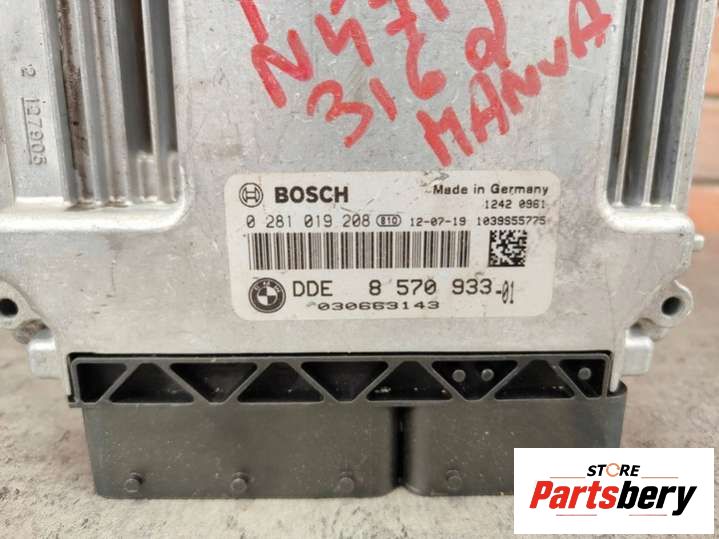 N47
316d
MANUA
2 127903
BOSCH Made in Germany
1242 0961
0 281 019 208 810 12-07-19 1039S55775
DDE 8 570 933-01
030663143
STORE
Partsbery